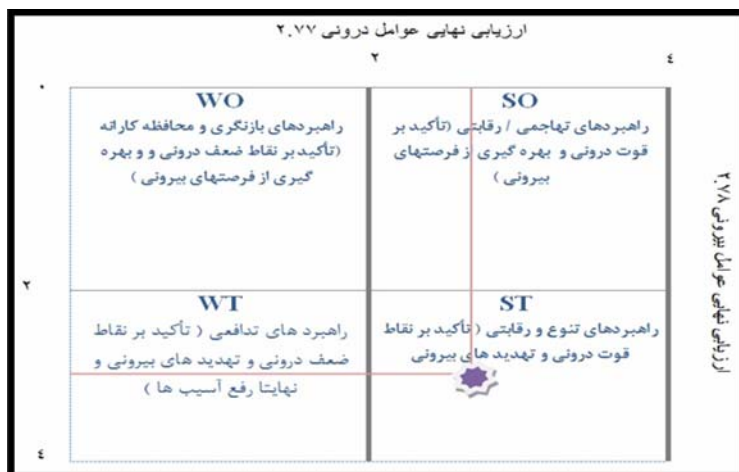 ارزیابی نهایی عوامل درونی ۲.۷۷
۴
۲
۰
SO
راهبردهای تهاجمی / رقابتی (تأکید بر
قوت درونی و بهره گیری از فرصتهای
بیرونی )
WO
راهبردهای بازنگری و محافظه کارانه
(تأکید بر نقاط ضعف درونی و و بهره
گیری از فرصتهای بیرونی )
ارزیابی نهایی عوامل بیرونی ۲.۷۸
۲
ST
راهبردهای تنوع و رقابتی ( تأکید بر نقاط
قوت درونی و تهدید های بیرونی
WT
راهبرد های تدافعی ( تأکید بر نقاط
ضعف درونی و تهدید های بیرونی و
نهایتا رفع آسیب ها )
۴